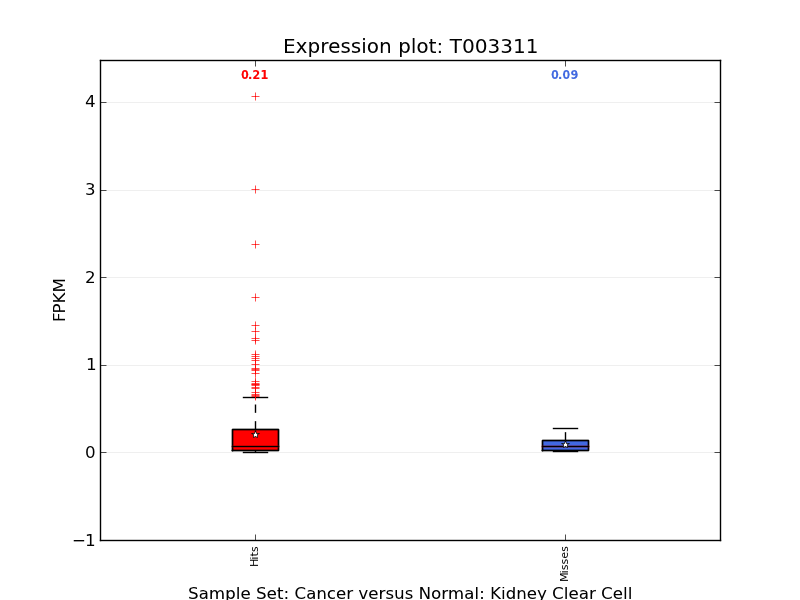 Expression plot: T003311
0.21
0.09
4
3
2
1
0
−1
FPKM
Hits
Misses
Sample Set: Cancer versus Normal: Kidney Clear Cell